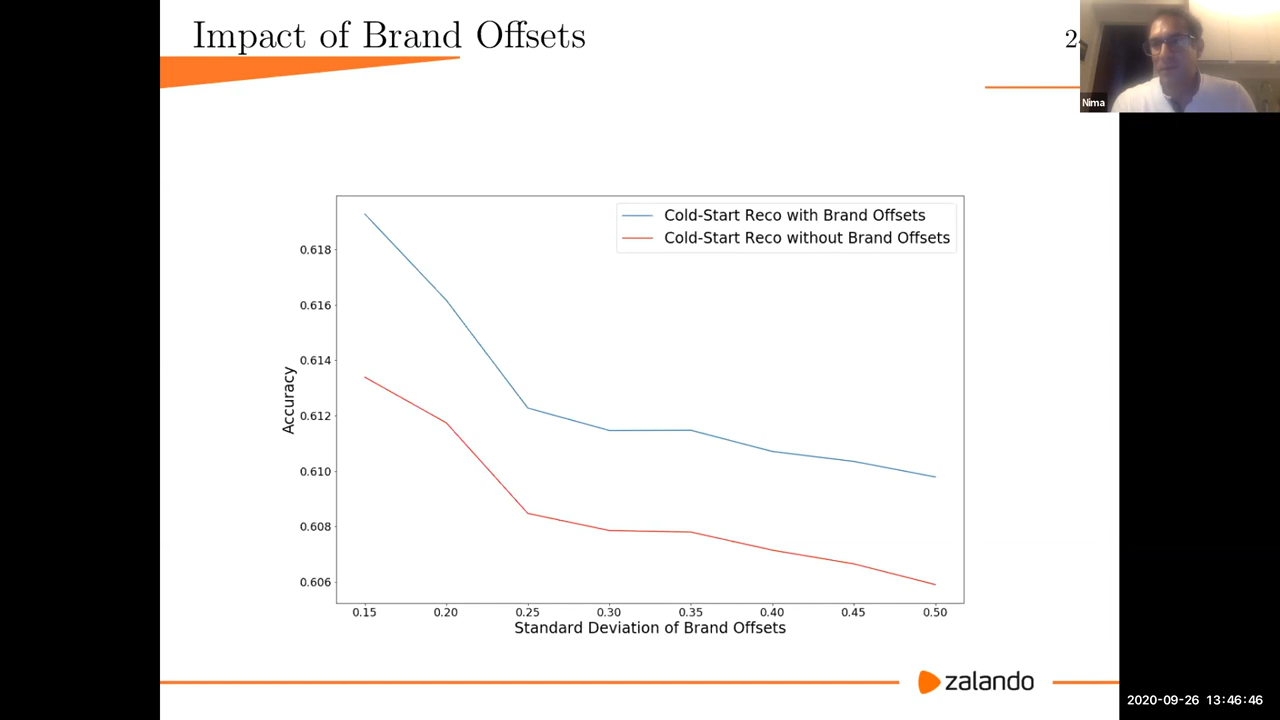 Impact of Brand Offsets
2
Nima
Cold-Start Reco with Brand Offsets
Cold-Start Reco without Brand Offsets
0.618
0.616
0.614
0.612
0.610
0.608
0.606
Accuracy
0.15 0.20 0.25 0.30 0.35 0.40 0.45 0.50
Standard Deviation of Brand Offsets
zalando
2020-09-26 13:46:46